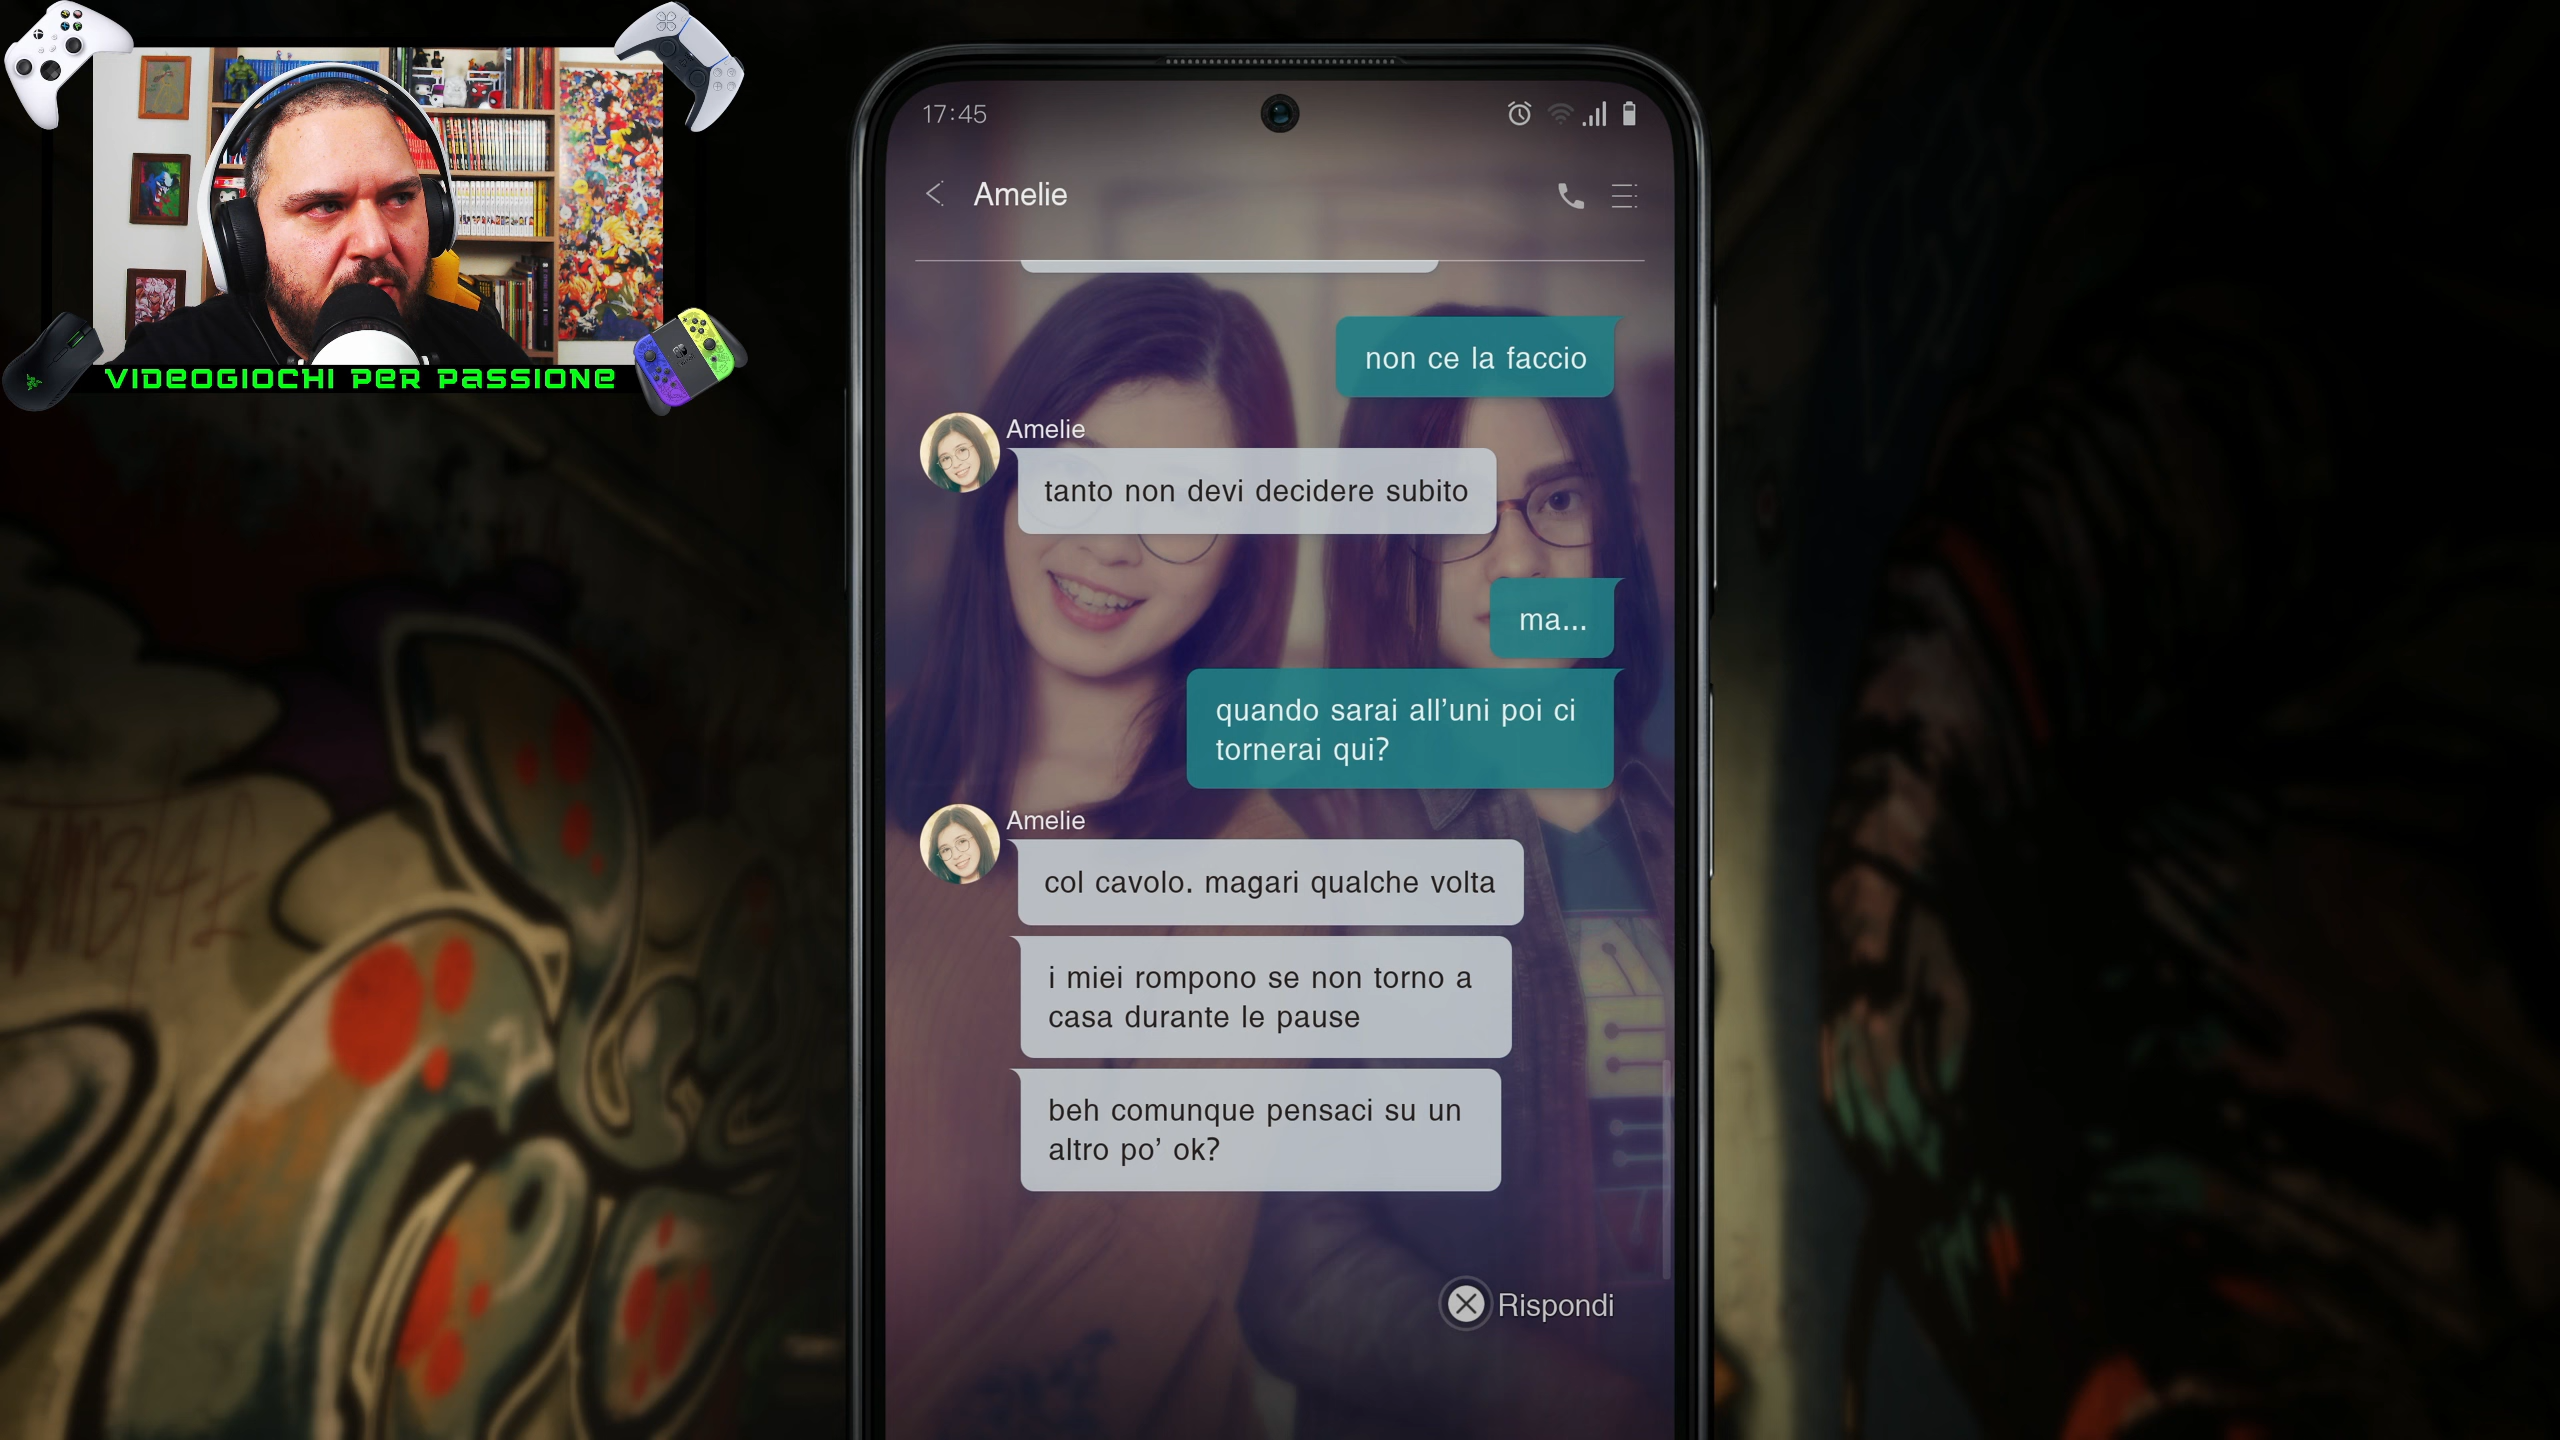 VIDEOGIOCHI PER PASSIONE
17:45
Amelie
non ce la faccio
Amelie
tanto non devi decidere subito
ma...
quando sarai all’uni poi ci
tornerai qui?
Amelie
col cavolo. magari qualche volta
i miei rompono se non torno a
casa durante le pause
beh comunque pensaci su un
altro po’ ok?
Rispondi